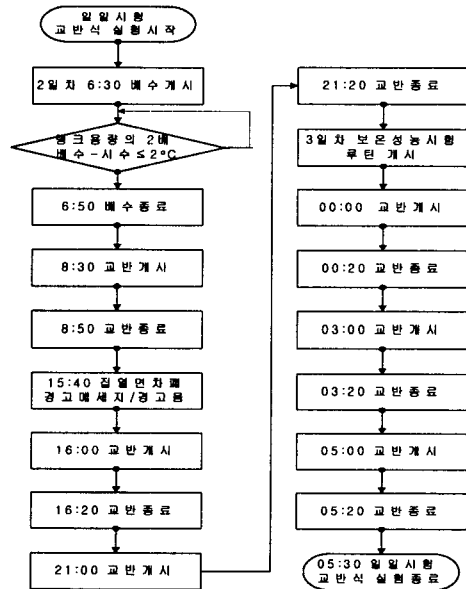 일일시험
교반식 실험시작
2일차 6:30 배수개시
탱크용량의 2배
배수-시수≤2°C
6:50 배수종료
8:30 교반개시
8:50 교반종료
15:40 집열면차폐
경고메세지/경고음
16:00 교반개시
16:20 교반종료
21:00 교반개시
21:20 교반종료
3일차 보온성능시험
루틴 개시
00:00 교반개시
00:20 교반종료
03:00 교반개시
03:20 교반종료
05:00 교반개시
05:20 교반종료
05:30 일일시험
교반식 실험종료